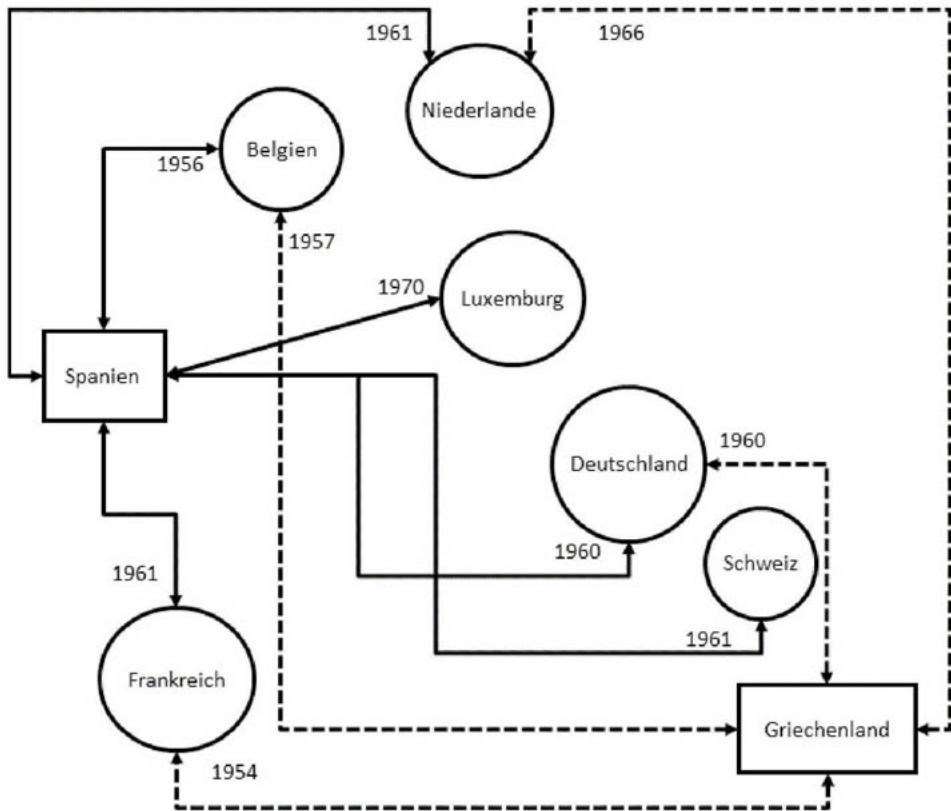 1961
1966
Niederlande
Belgien
1956
1957
1970
Luxemburg
Spanien
1960
Deutschland
1960
Schweiz
1961
1961
Frankreich
Griechenland
1954